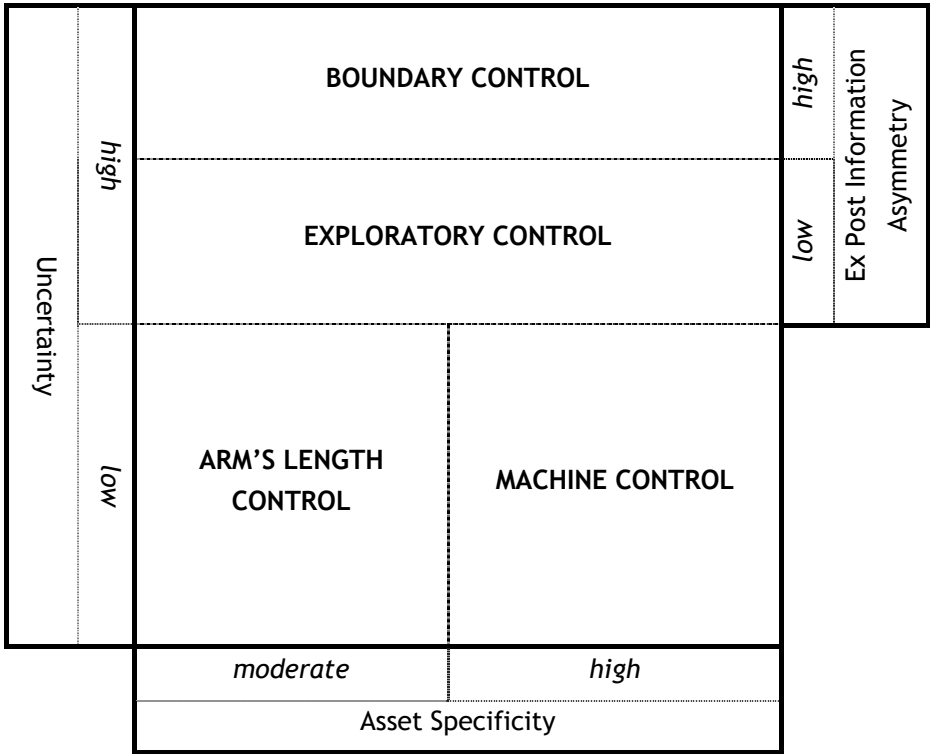 BOUNDARY CONTROL
high
Ex Post Information
Asymmetry
high
EXPLORATORY CONTROL
low
Uncertainty
low
ARM’S LENGTH
CONTROL
MACHINE CONTROL
moderate
high
Asset Specificity